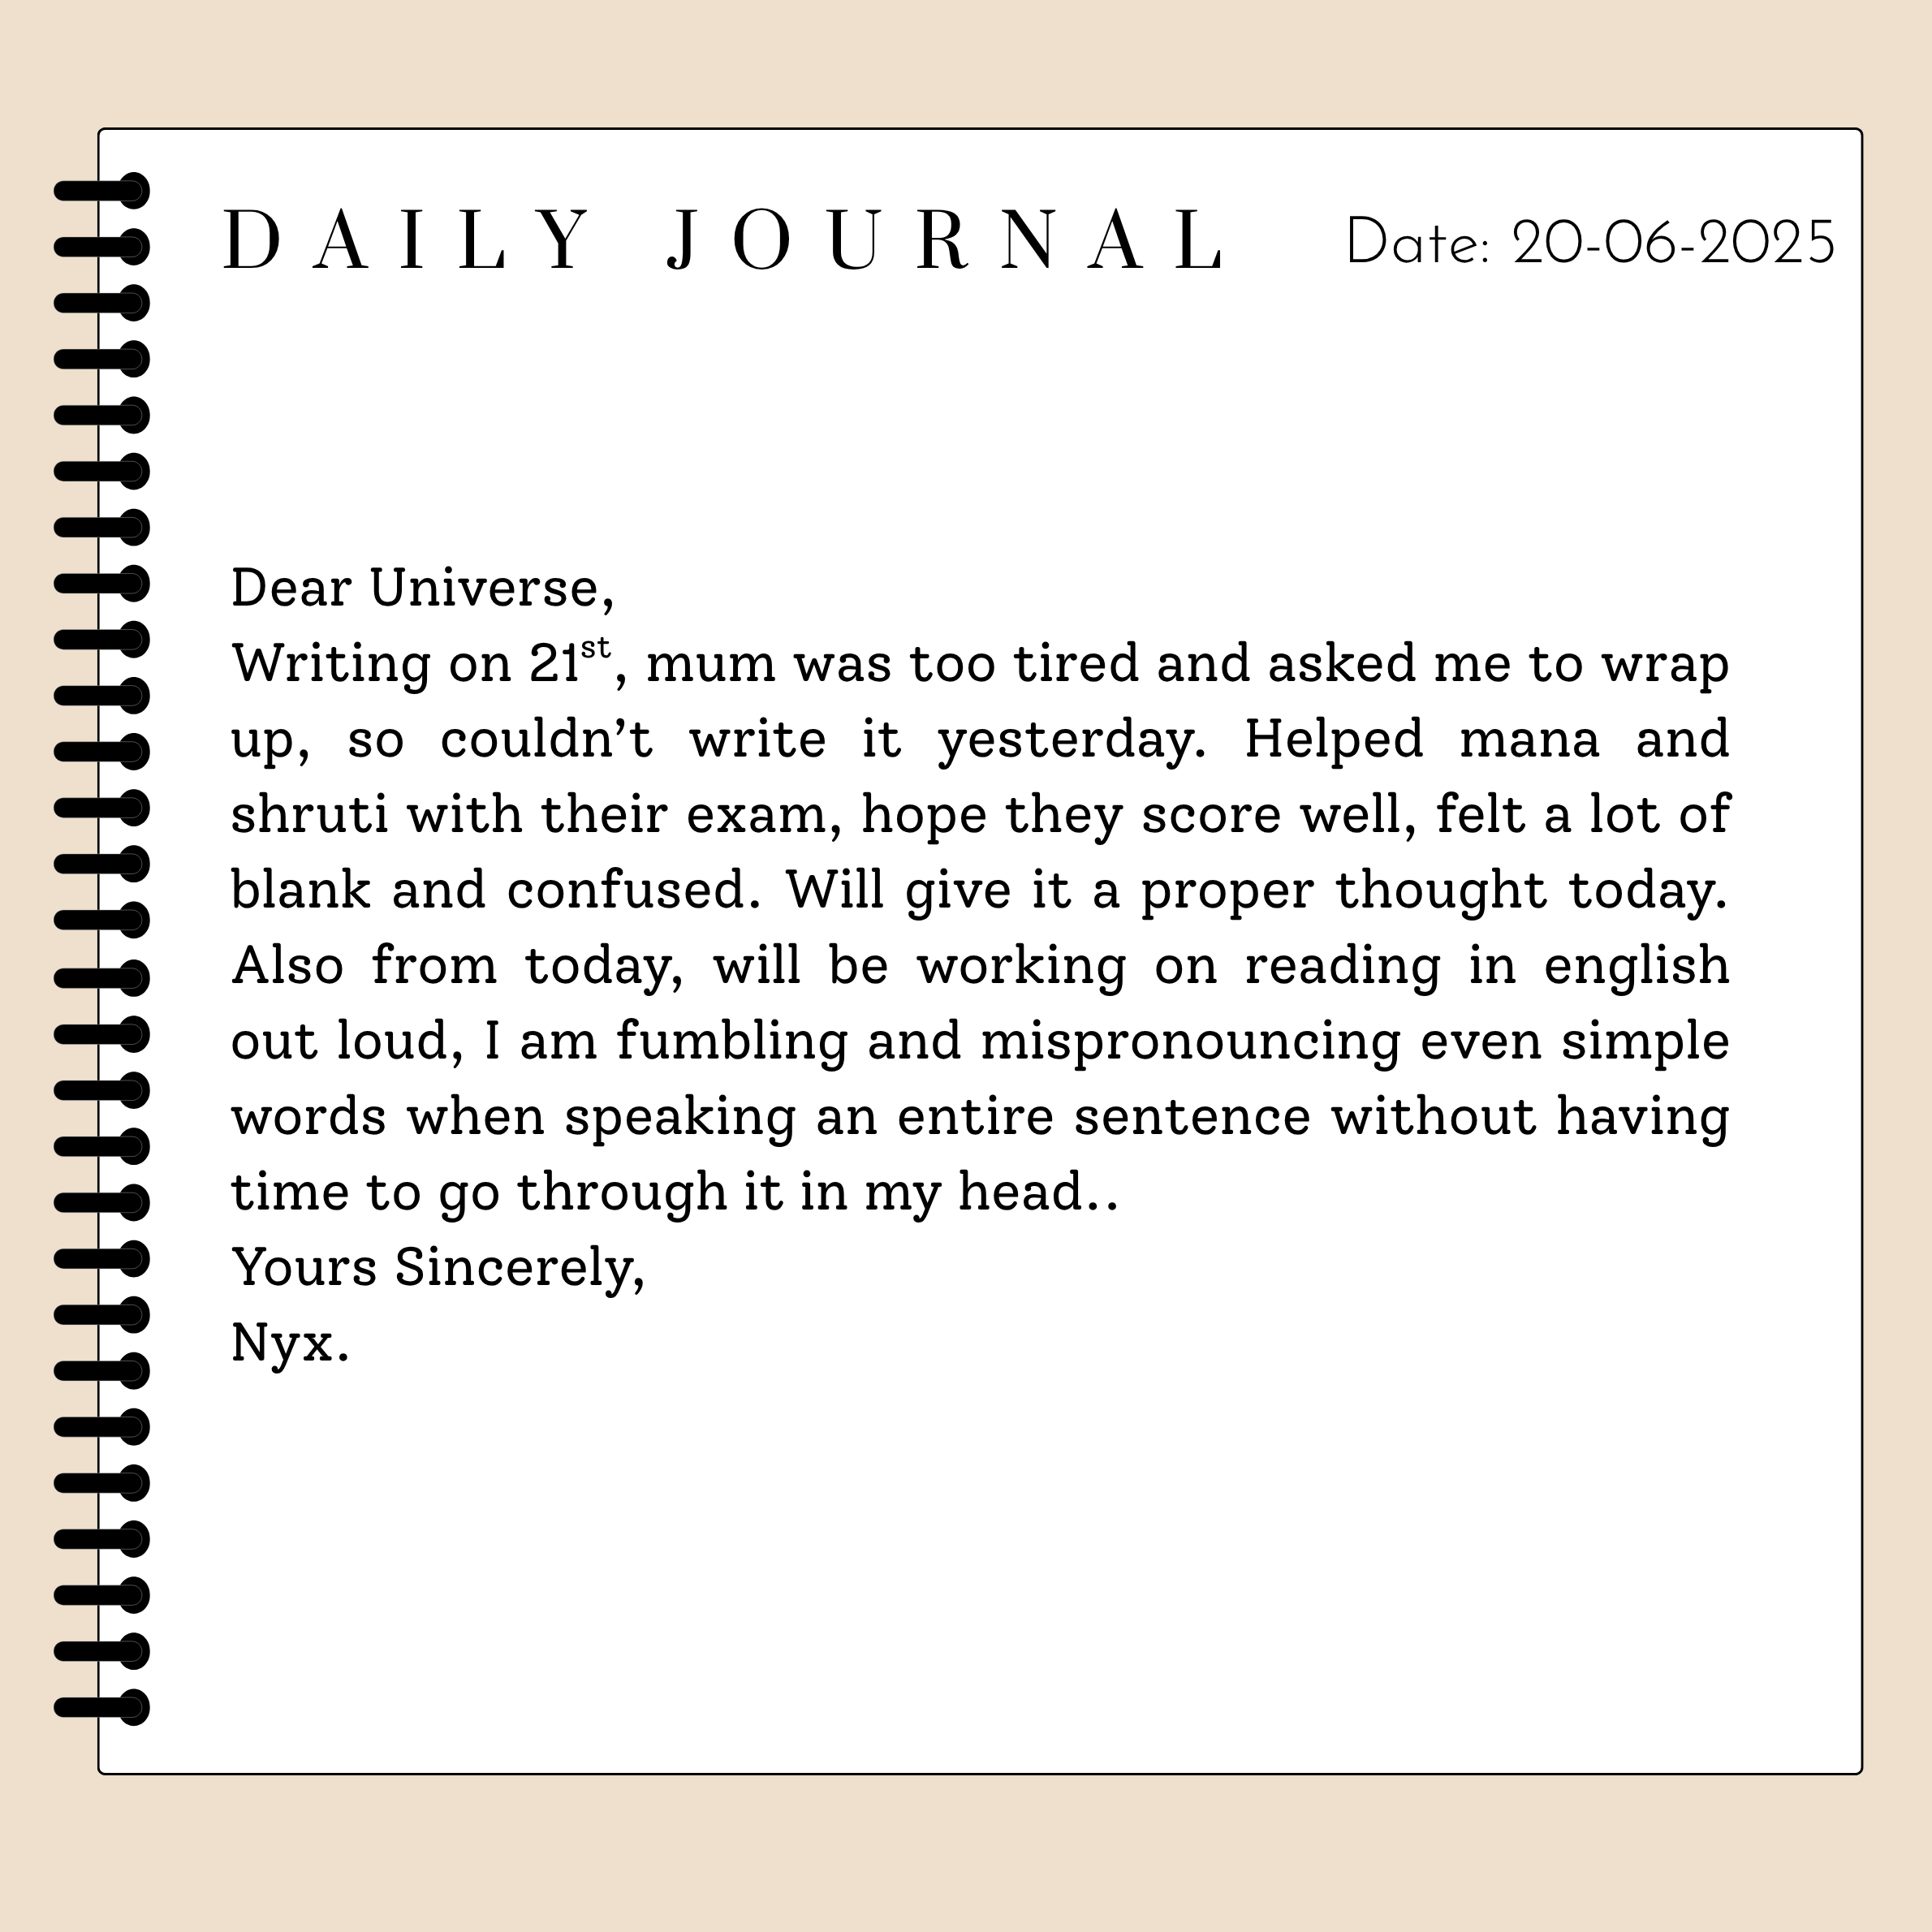 DAILY JOURNAL Date: 20-06-2025
Dear Universe,
Writing on 21st, mum was too tired and asked me to wrap
up, so couldn’t write it yesterday. Helped mana and
shruti with their exam, hope they score well, felt a lot of
blank and confused. Will give it a proper thought today.
Also from today, will be working on reading in english
out loud, I am fumbling and mispronouncing even simple
words when speaking an entire sentence without having
time to go through it in my head..
Yours Sincerely,
Nyx.